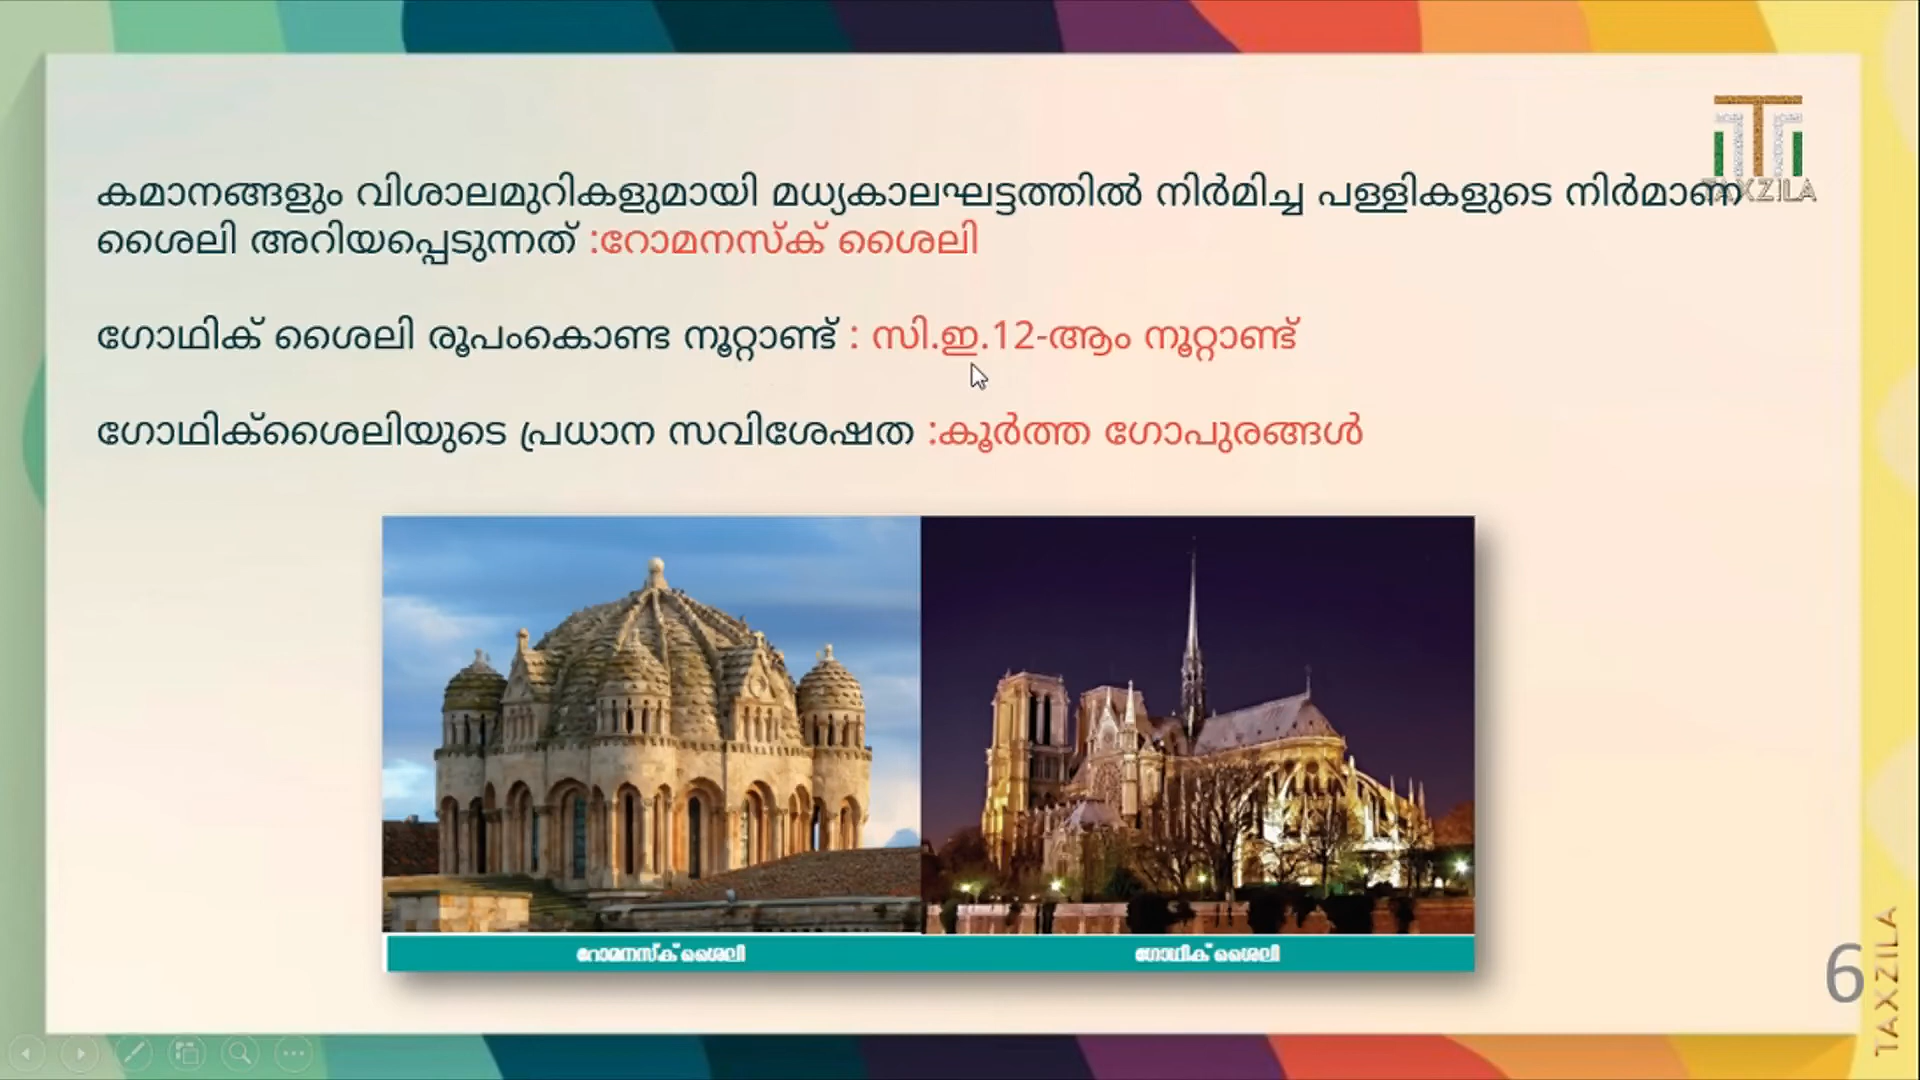 TAXZILA
കമാനങ്ങളും വിശാലമുറികളുമായി മധ്യകാലഘട്ടത്തിൽ നിർമിച്ച പള്ളികളുടെ നിർമാണ
ശൈലി അറിയപ്പെടുന്നത് :റോമനസ്ക് ശൈലി
ഗോഥിക് ശൈലി രൂപംകൊണ്ട നൂറ്റാണ്ട് : സി.ഇ.12-ആം നൂറ്റാണ്ട്
ഗോഥിക്ശൈലിയുടെ പ്രധാന സവിശേഷത :കൂർത്ത ഗോപുരങ്ങൾ
റോമനസ്ക് ശൈലി
ഗോഥിക് ശൈലി
6
TAXZILA